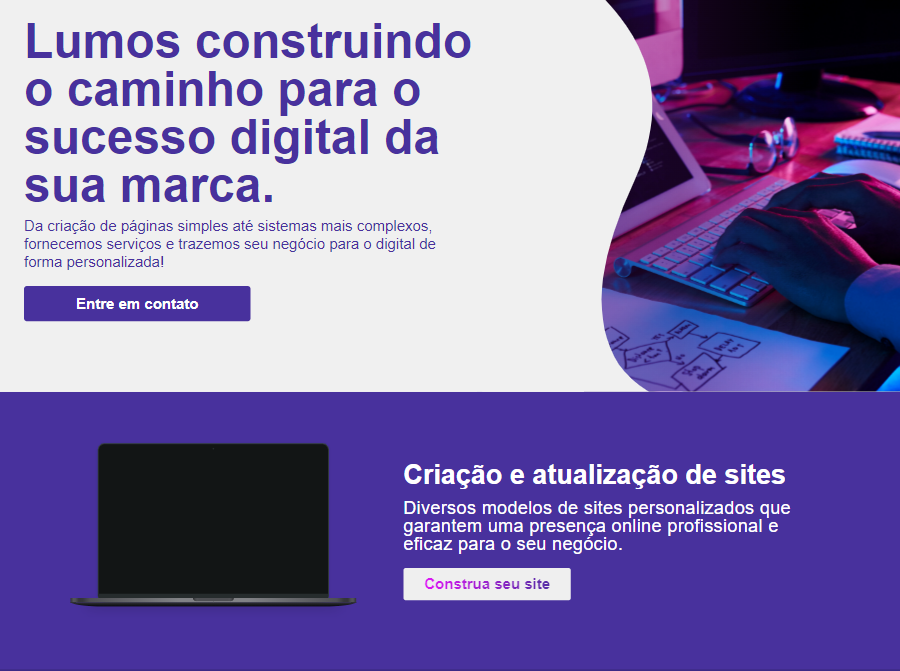 Lumos construindo
o caminho para o
sucesso digital da
sua marca.
Da criação de páginas simples até sistemas mais complexos,
fornecemos serviços e trazemos seu negócio para o digital de
forma personalizada!
Entre em contato
Criação e atualização de sites
Diversos modelos de sites personalizados que
garantem uma presença online profissional e
eficaz para o seu negócio.
Construa seu site